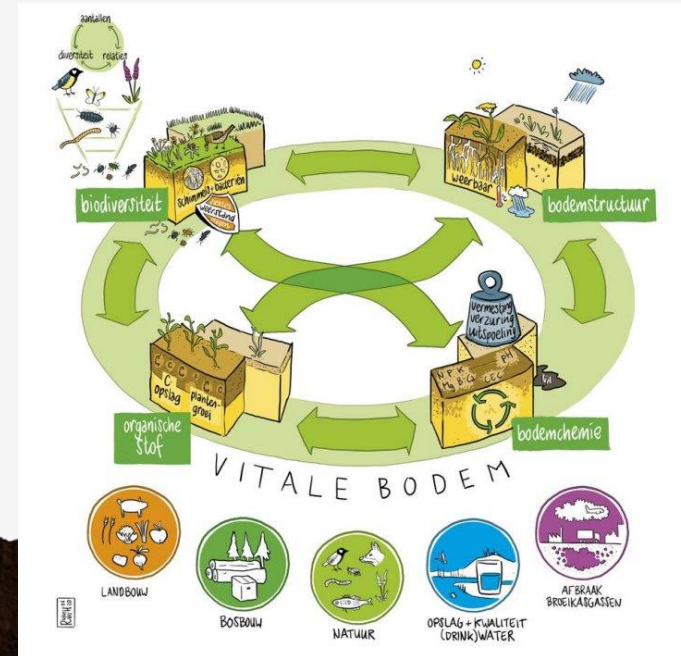 aantallen
diversiteit relaties
schimmels + bacteriën
weerstand
biodiversiteit
weerbaar
bodemstructuur
C C C C C C
C
opslag
planten-
groei
organische
stof
vermesting
verzuring
uitspoeling
N P K
pH
Mg B Ca CEC
bodemchemie
VITALE BODEM
LANDBOUW
BOSBOUW
NATUUR
OPSLAG + KWALITEIT
(DRINK)WATER
AFBRAAK
BROEIKASGASSEN